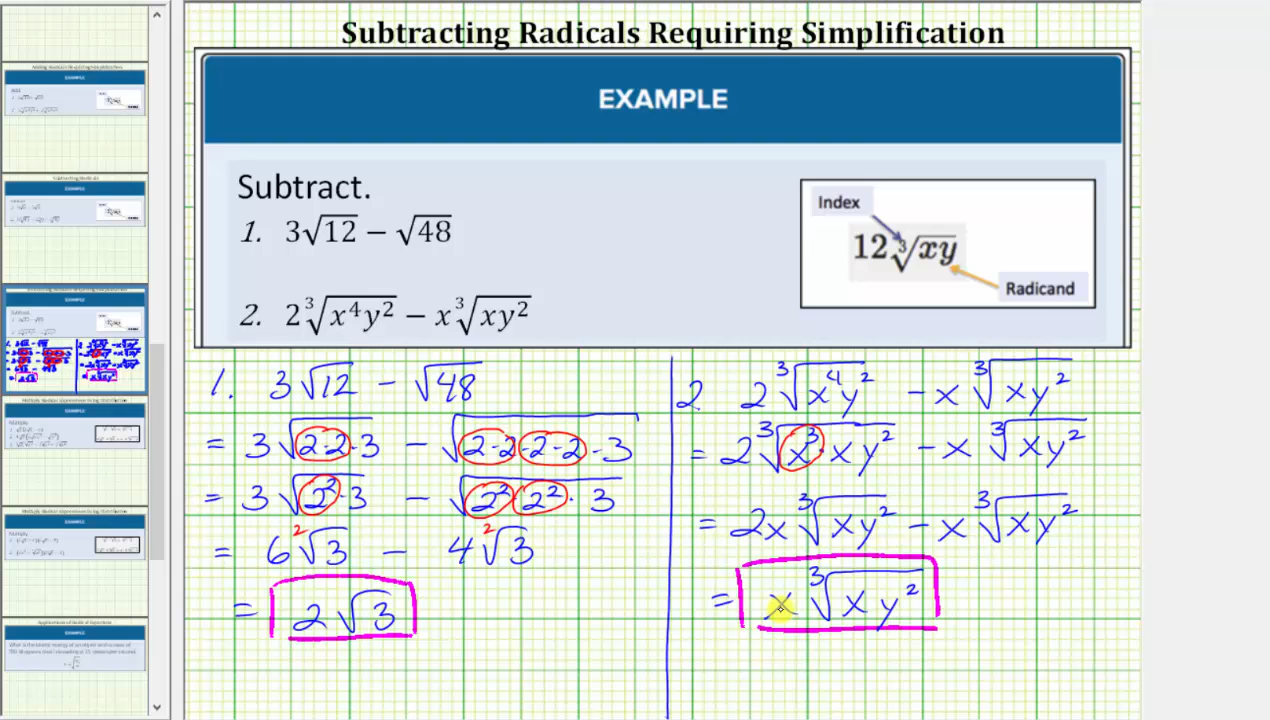 Subtracting Radicals Requiring Simplification
EXAMPLE
Subtract.
1. 3√12 − √48
2. 2∛(x⁴y²) − x∛(xy²)
Index
12∛(xy)
Radicand
1. 3√12 − √48
= 3√(2·2·3) − √(2·2·2·2·3)
= 3√(2²·3) − √(2²·2²·3)
= 6²√3 − 4²√3
= 2√3
2 2∛(x⁴y²) − x∛(xy²)
= 2∛(x³·xy²) − x∛(xy²)
= 2x∛(xy²) − x∛(xy²)
= x∛(xy²)